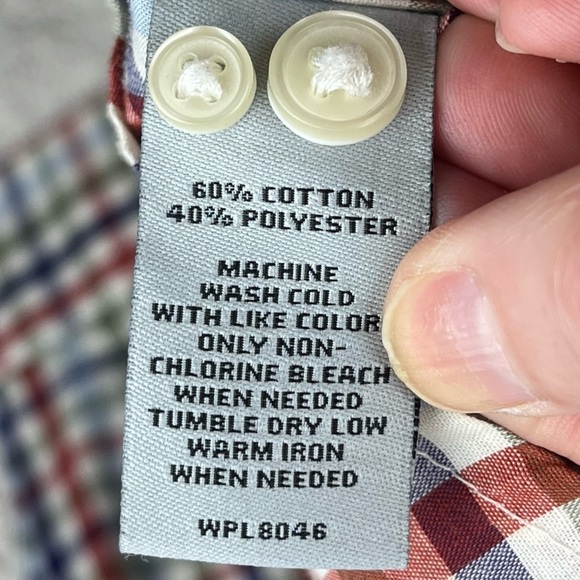 60% COTTON
40% POLYESTER
MACHINE
WASH COLD
WITH LIKE COLOR
ONLY NON-
CHLORINE BLEACH
WHEN NEEDED
TUMBLE DRY LOW
WARM IRON
WHEN NEEDED
WPL8046